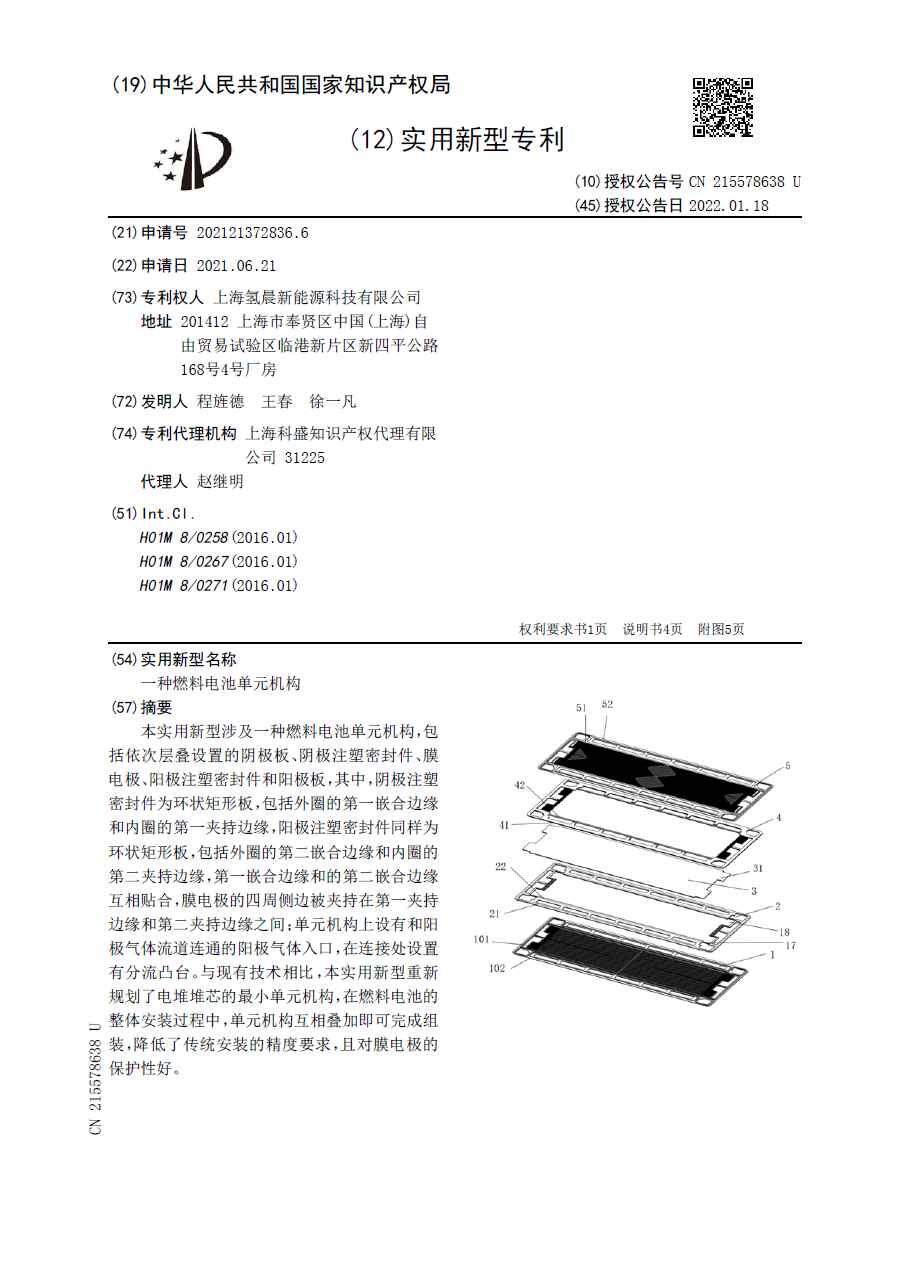 (19)中华人民共和国国家知识产权局
(12)实用新型专利
(10)授权公告号 CN 215578638 U
(45)授权公告日 2022.01.18
(21)申请号 202121372836.6
(22)申请日 2021.06.21
(73)专利权人 上海氢晨新能源科技有限公司
地址 201412 上海市奉贤区中国(上海)自
由贸易试验区临港新片区新四平公路
168号4号厂房
(72)发明人 程旌德 王春 徐一凡
(74)专利代理机构 上海科盛知识产权代理有限
公司 31225
代理人 赵继明
(51)Int.Cl.
H01M 8/0258(2016.01)
H01M 8/0267(2016.01)
H01M 8/0271(2016.01)
权利要求书1页 说明书4页 附图5页
(54)实用新型名称
一种燃料电池单元机构
(57)摘要
本实用新型涉及一种燃料电池单元机构,包
括依次层叠设置的阴极板、阴极注塑密封件、膜
电极、阳极注塑密封件和阳极板,其中,阴极注塑
密封件为环状矩形板,包括外圈的第一嵌合边缘
和内圈的第一夹持边缘,阳极注塑密封件同样为
环状矩形板,包括外圈的第二嵌合边缘和内圈的
第二夹持边缘,第一嵌合边缘和的第二嵌合边缘
互相贴合,膜电极的四周侧边被夹持在第一夹持
边缘和第二夹持边缘之间;单元机构上设有和阳
极气体流道连通的阳极气体入口,在连接处设置
有分流凸台。与现有技术相比,本实用新型重新
规划了电堆堆芯的最小单元机构,在燃料电池的
整体安装过程中,单元机构互相叠加即可完成组
装,降低了传统安装的精度要求,且对膜电极的
保护性好。
51
52
5
42
4
41
31
3
22
2
21
18
17
101
1
102
CN 215578638 U